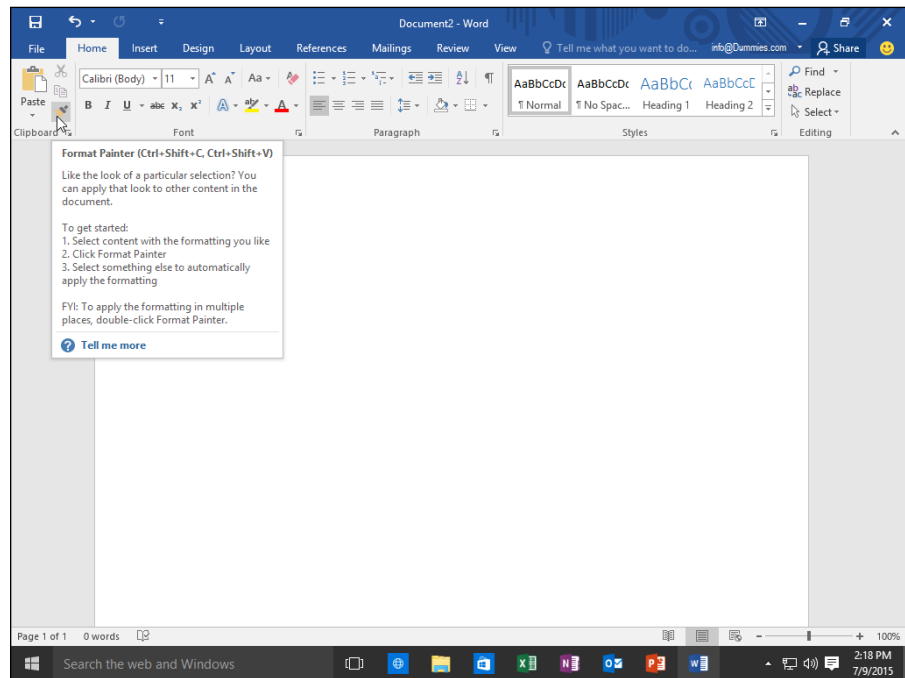 Document2 - Word
File Home Insert Design Layout References Mailings Review View Tell me what you want to do... info@Dummies.com Share
Calibri (Body) 11 A A Aa
Paste
B I U abc X₂ X² A aby A
AaBbCcDc AaBbCcDc AaBbCc AaBbCcE
¶ Normal ¶ No Spac... Heading 1 Heading 2
Find
Replace
Select
Clipboard Font Paragraph Styles Editing
Format Painter (Ctrl+Shift+C, Ctrl+Shift+V)
Like the look of a particular selection? You
can apply that look to other content in the
document.
To get started:
1. Select content with the formatting you like
2. Click Format Painter
3. Select something else to automatically
apply the formatting
FYI: To apply the formatting in multiple
places, double-click Format Painter.
Tell me more
Page 1 of 1 0 words 100%
Search the web and Windows
2:18 PM
7/9/2015